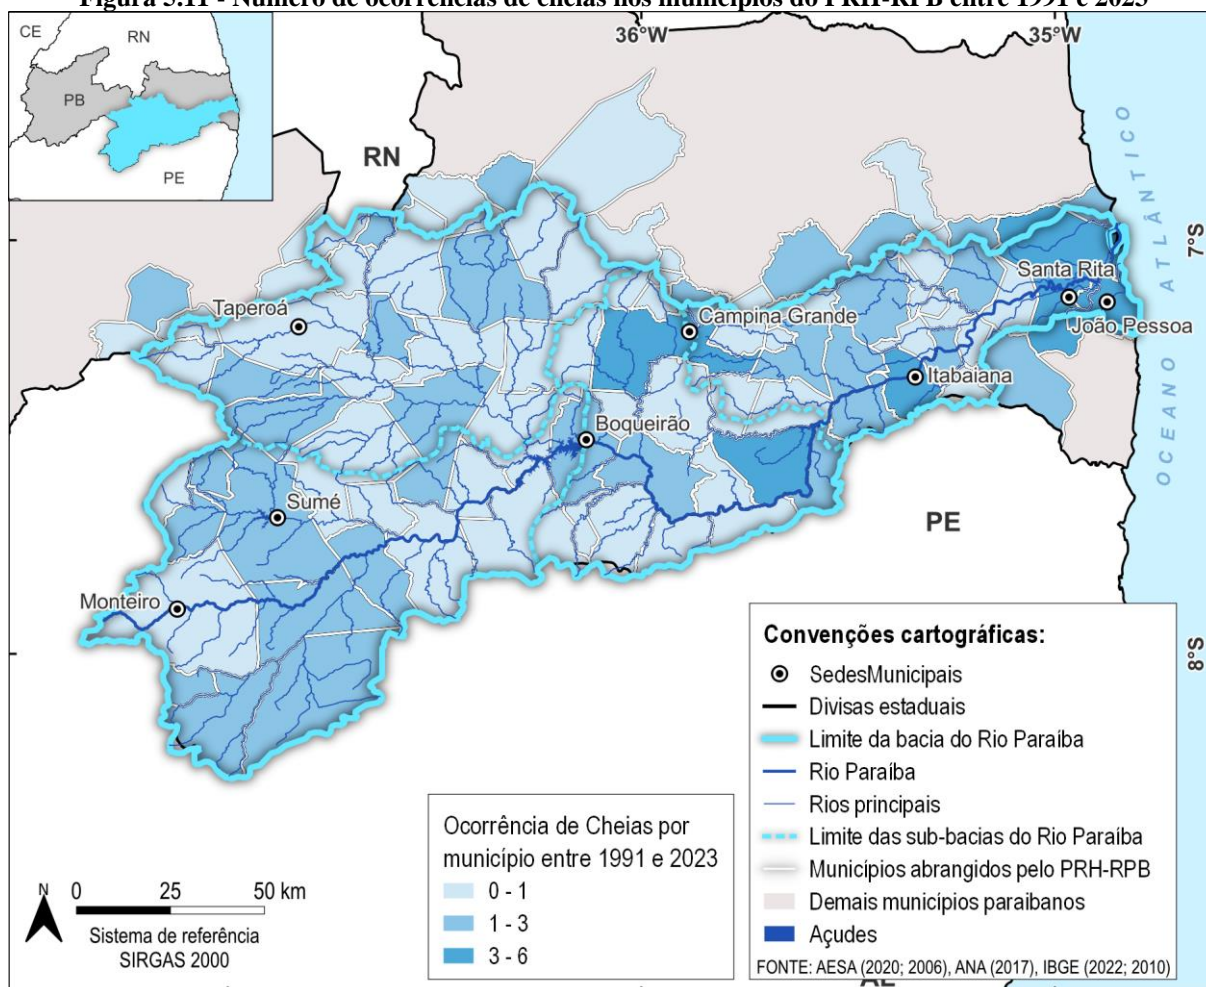 Figura 5.11 - Número de ocorrências de cheias nos municípios do PRH-RPB entre 1991 e 2023
36°W
35°W
CE
RN
PB
PE
RN
OCEANO ATLÂNTICO
7°S
Santa Rita
Taperoá
Campina Grande
João Pessoa
Itabaiana
Boqueirão
Sumé
PE
Monteiro
8°S
Convenções cartográficas:
SedesMunicipais
Divisas estaduais
Limite da bacia do Rio Paraíba
Rio Paraíba
Rios principais
Limite das sub-bacias do Rio Paraíba
Municípios abrangidos pelo PRH-RPB
Demais municípios paraibanos
Açudes
FONTE: AESA (2020; 2006), ANA (2017), IBGE (2022; 2010)
Ocorrência de Cheias por
município entre 1991 e 2023
0 - 1
1 - 3
3 - 6
N
0 25 50 km
Sistema de referência
SIRGAS 2000